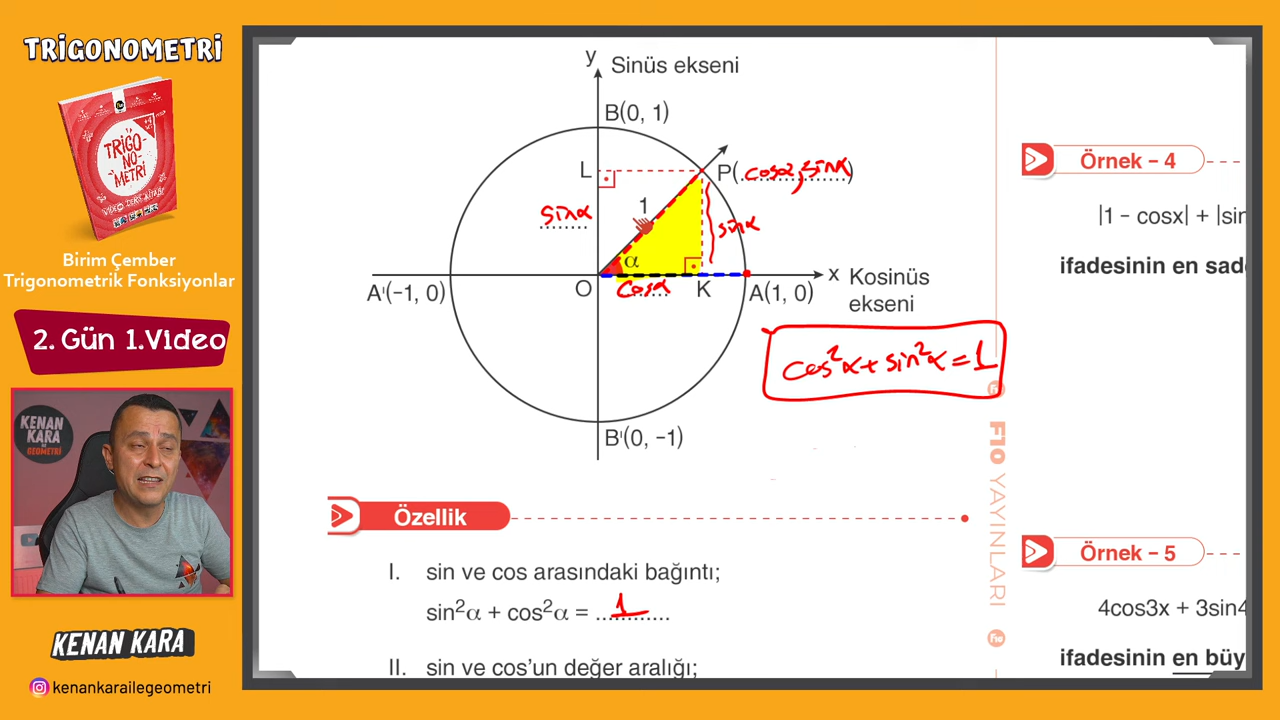 TRİGONOMETRİ
TRİGO-
NO-
METRİ
VİDEO DERS KİTABI
Birim Çember
Trigonometrik Fonksiyonlar
2. Gün 1.Video
KENAN
KARA
GEOMETRİ
KENAN KARA
kenankarailegeometri
y
Sinüs ekseni
B(0, 1)
L
P(cosα, sinα)
1
sinα
sinα
α
A'(−1, 0)
O
cosα
K
A(1, 0)
x
Kosinüs
ekseni
cos²α + sin²α = 1
B'(0, −1)
Özellik
I. sin ve cos arasındaki bağıntı;
sin²α + cos²α = ...1...
II. sin ve cos'un değer aralığı;
F10 YAYINLARI
Örnek − 4
|1 − cosx| + |sin
ifadesinin en sad
Örnek − 5
4cos3x + 3sin4
ifadesinin en büy